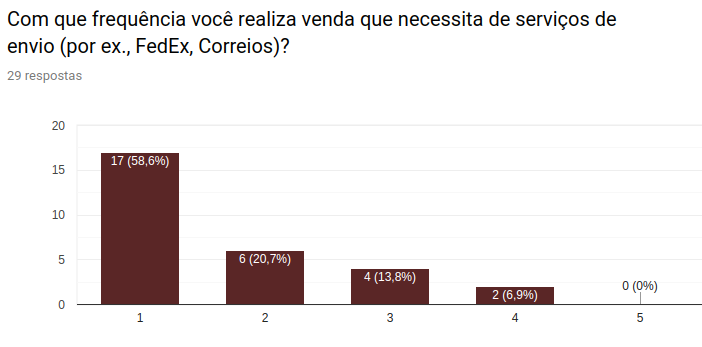 Com que frequência você realiza venda que necessita de serviços de
envio (por ex., FedEx, Correios)?
29 respostas
20
15
10
5
0
17 (58,6%)
6 (20,7%)
4 (13,8%)
2 (6,9%)
0 (0%)
1 2 3 4 5